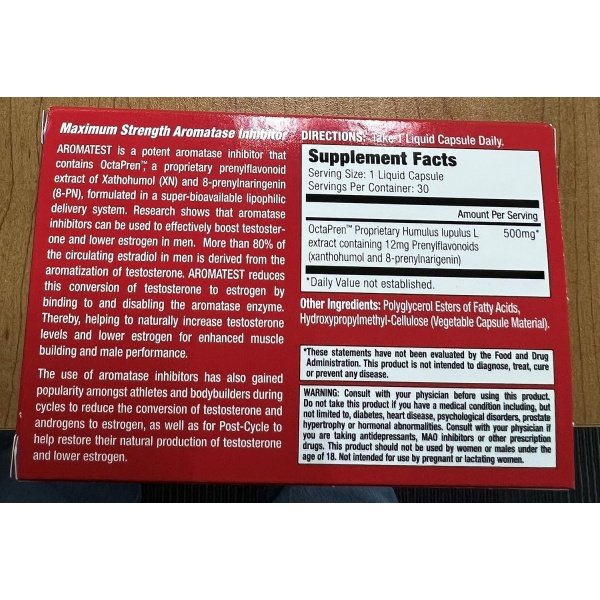 Maximum Strength Aromatase Inhibitor
AROMATEST is a potent aromatase inhibitor that
contains OctaPren™, a proprietary prenylflavonoid
extract of Xathohumol (XN) and 8-prenylnaringenin
(8-PN), formulated in a super-bioavailable lipophilic
delivery system. Research shows that aromatase
inhibitors can be used to effectively boost testoster-
one and lower estrogen in men. More than 80% of
the circulating estradiol in men is derived from the
aromatization of testosterone. AROMATEST reduces
this conversion of testosterone to estrogen by
binding to and disabling the aromatase enzyme.
Thereby, helping to naturally increase testosterone
levels and lower estrogen for enhanced muscle
building and male performance.
The use of aromatase inhibitors has also gained
popularity amongst athletes and bodybuilders during
cycles to reduce the conversion of testosterone and
androgens to estrogen, as well as for Post-Cycle to
help restore their natural production of testosterone
and lower estrogen.
DIRECTIONS: Take 1 Liquid Capsule Daily.
Supplement Facts
Serving Size: 1 Liquid Capsule
Servings Per Container: 30
Amount Per Serving
OctaPren™ Proprietary Humulus lupulus L 500mg*
extract containing 12mg Prenylflavonoids
(xanthohumol and 8-prenylnarigenin)
*Daily Value not established.
Other Ingredients: Polyglycerol Esters of Fatty Acids,
Hydroxypropylmethyl-Cellulose (Vegetable Capsule Material).
*These statements have not been evaluated by the Food and Drug
Administration. This product is not intended to diagnose, treat, cure
or prevent any disease.
WARNING: Consult with your physician before using this product.
Do not take this product if you have a medical condition including, but
not limited to, diabetes, heart disease, psychological disorders, prostate
hypertrophy or hormonal abnormalities. Consult with your physician if
you are taking antidepressants, MAO inhibitors or other prescription
drugs. This product should not be used by women or males under the
age of 18. Not intended for use by pregnant or lactating women.